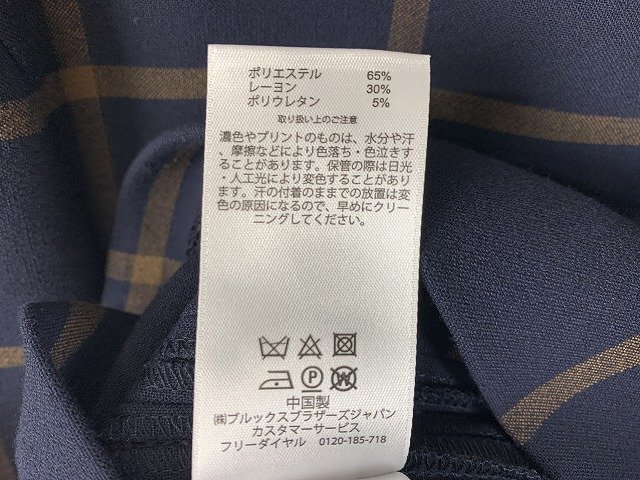 ポリエステル 65%
レーヨン 30%
ポリウレタン 5%
取り扱い上のご注意
濃色やプリントのものは、水分や汗
、摩擦などにより色落ち・色泣きす
ることがあります。保管の際は日光
・人工光により変色することがあり
ます。汗の付着のままでの放置は変
色の原因になるので、早めにクリー
ニングしてください。
P W
中国製
㈱ブルックスブラザーズジャパン
カスタマーサービス
フリーダイヤル 0120-185-718